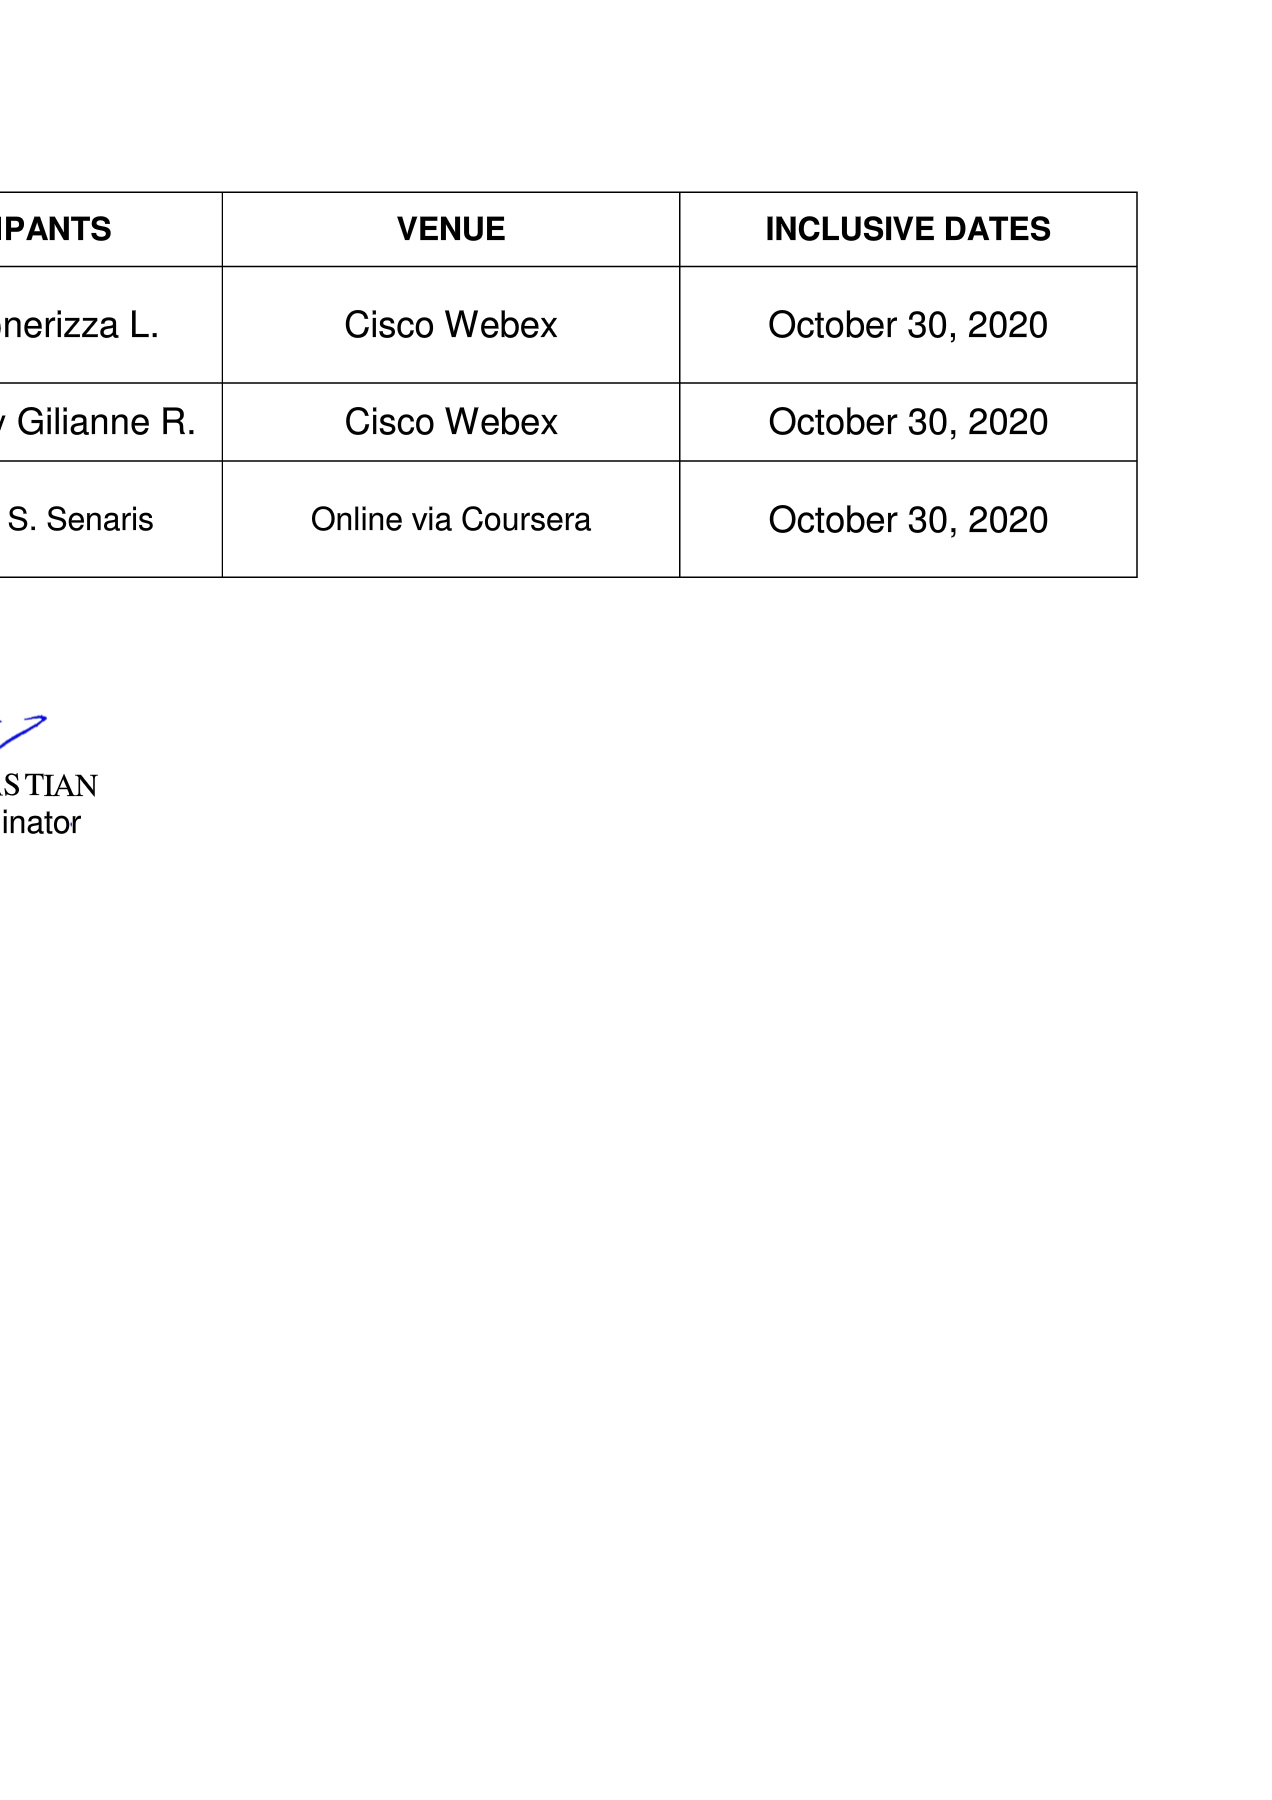 IPANTS VENUE INCLUSIVE DATES
nerizza L. Cisco Webex October 30, 2020
Gilianne R. Cisco Webex October 30, 2020
S. Senaris Online via Coursera October 30, 2020
STIAN
inator